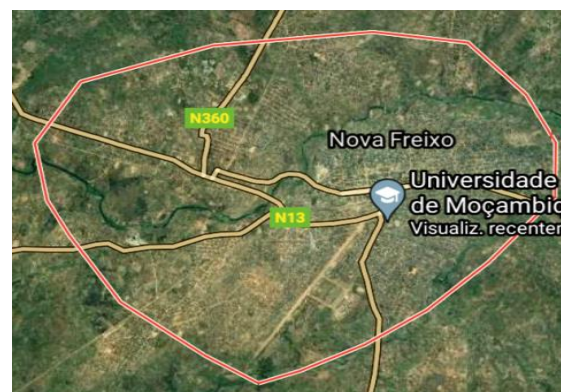 N360
Nova Freixo
Universidade
de Moçambic
Visualiz. recenter
N13